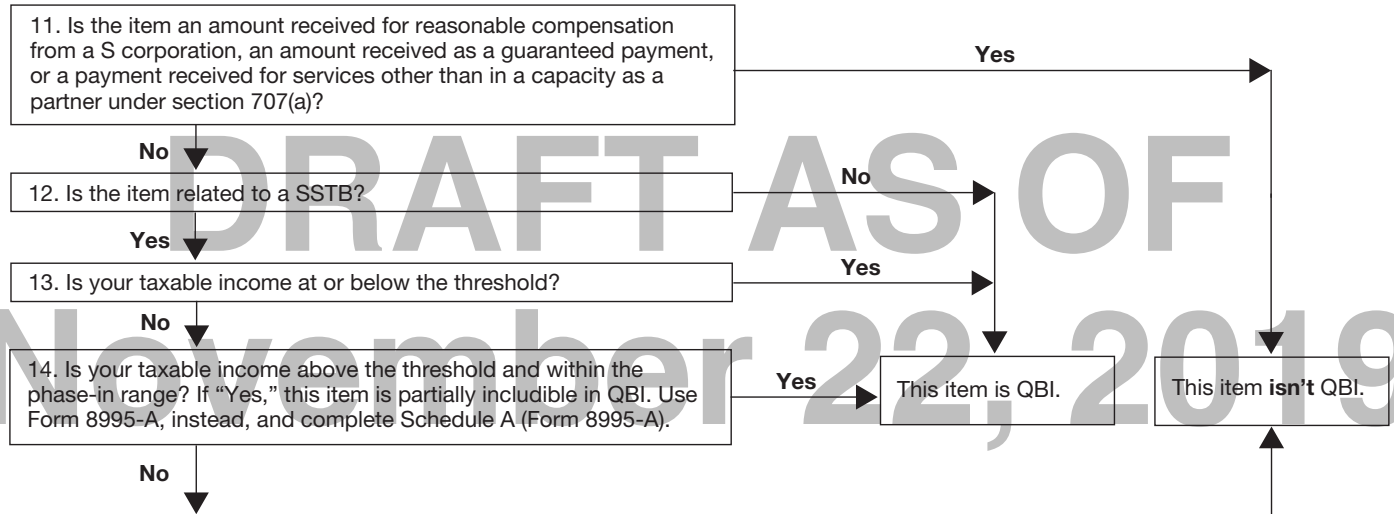 11. Is the item an amount received for reasonable compensation
from a S corporation, an amount received as a guaranteed payment,
or a payment received for services other than in a capacity as a
partner under section 707(a)?
Yes
No
12. Is the item related to a SSTB?
No
Yes
13. Is your taxable income at or below the threshold?
Yes
No
14. Is your taxable income above the threshold and within the
phase-in range? If “Yes,” this item is partially includible in QBI. Use
Form 8995-A, instead, and complete Schedule A (Form 8995-A).
Yes
This item is QBI.
This item isn’t QBI.
No
DRAFT AS OF
November 22, 2019